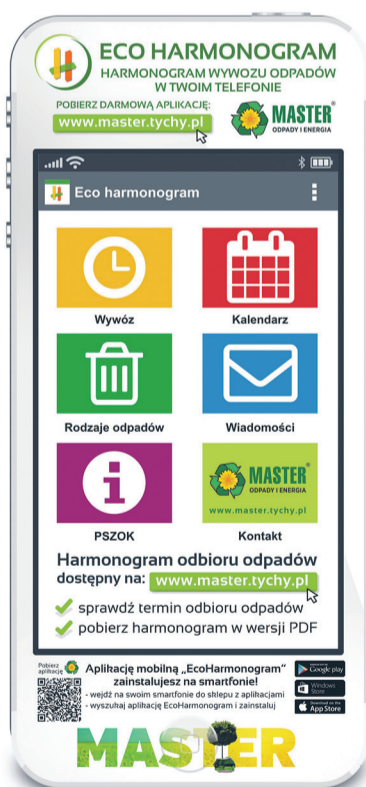 ECO HARMONOGRAM
HARMONOGRAM WYWOZU ODPADÓW
W TWOIM TELEFONIE
POBIERZ DARMOWĄ APLIKACJĘ:
www.master.tychy.pl
MASTER®
ODPADY I ENERGIA
Eco harmonogram
Wywóz
Kalendarz
Rodzaje odpadów
Wiadomości
MASTER®
ODPADY I ENERGIA
www.master.tychy.pl
PSZOK
Kontakt
Harmonogram odbioru odpadów
dostępny na: www.master.tychy.pl
sprawdź termin odbioru odpadów
pobierz harmonogram w wersji PDF
Pobierz
aplikację
Aplikację mobilną „EcoHarmonogram”
zainstalujesz na smartfonie!
- wejdź na swoim smartfonie do sklepu z aplikacjami
- wyszukaj aplikację EcoHarmonogram i zainstaluj
Google play
Windows
Store
Download on the
App Store
MASTER